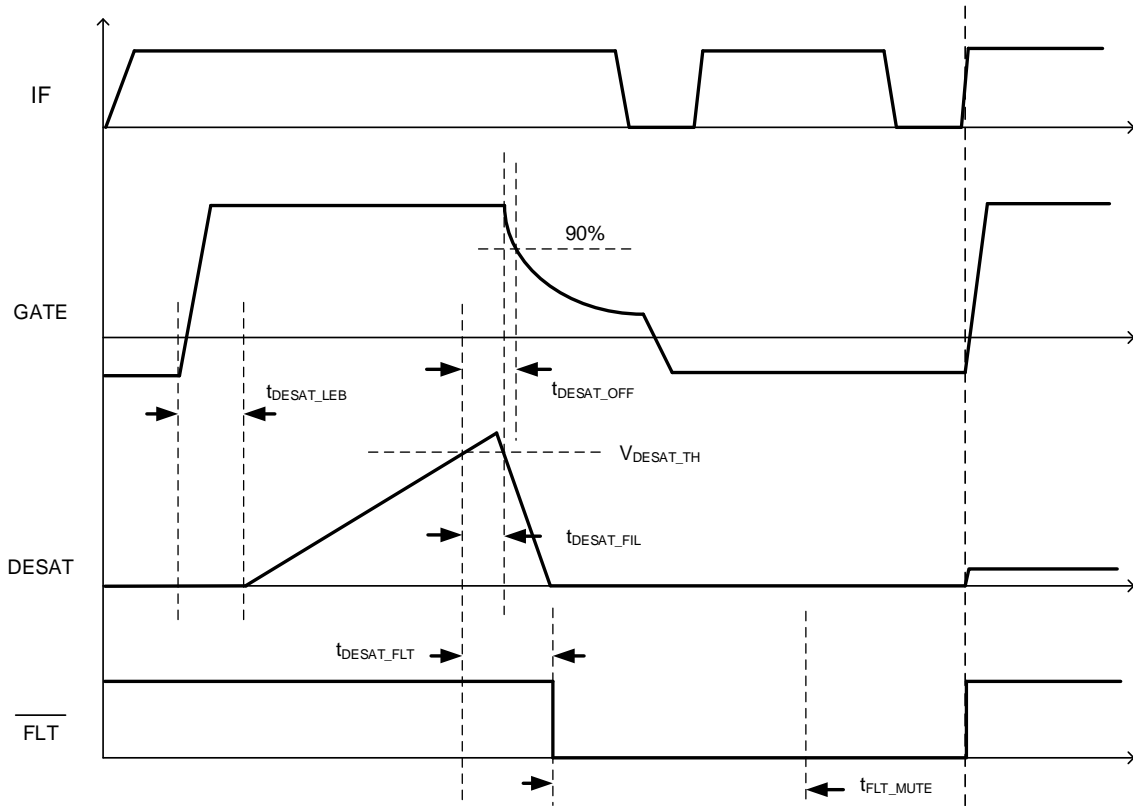 IF
90%
GATE
tDESAT_LEB
tDESAT_OFF
VDESAT_TH
tDESAT_FIL
DESAT
tDESAT_FLT
FLT
tFLT_MUTE